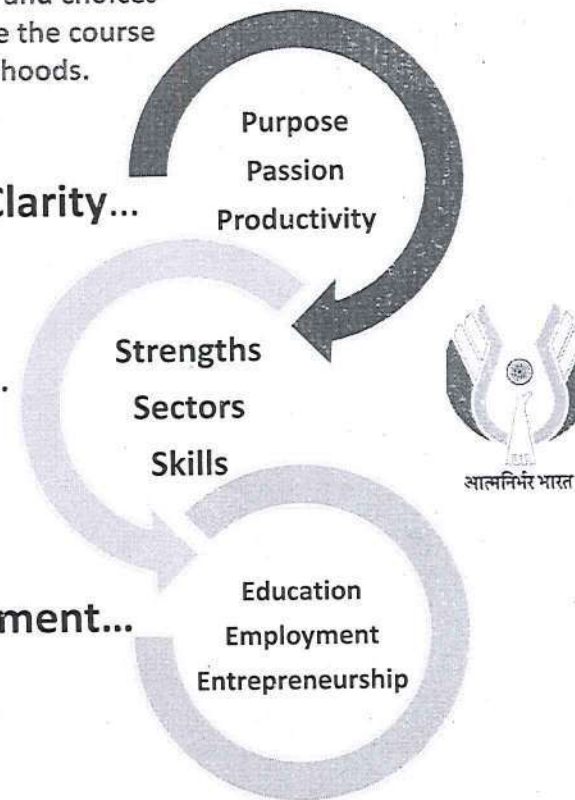 and choices
the course
hoods.
Purpose
Passion
Productivity
Clarity...
Strengths
Sectors
Skills
आत्मनिर्भर भारत
ment...
Education
Employment
Entrepreneurship